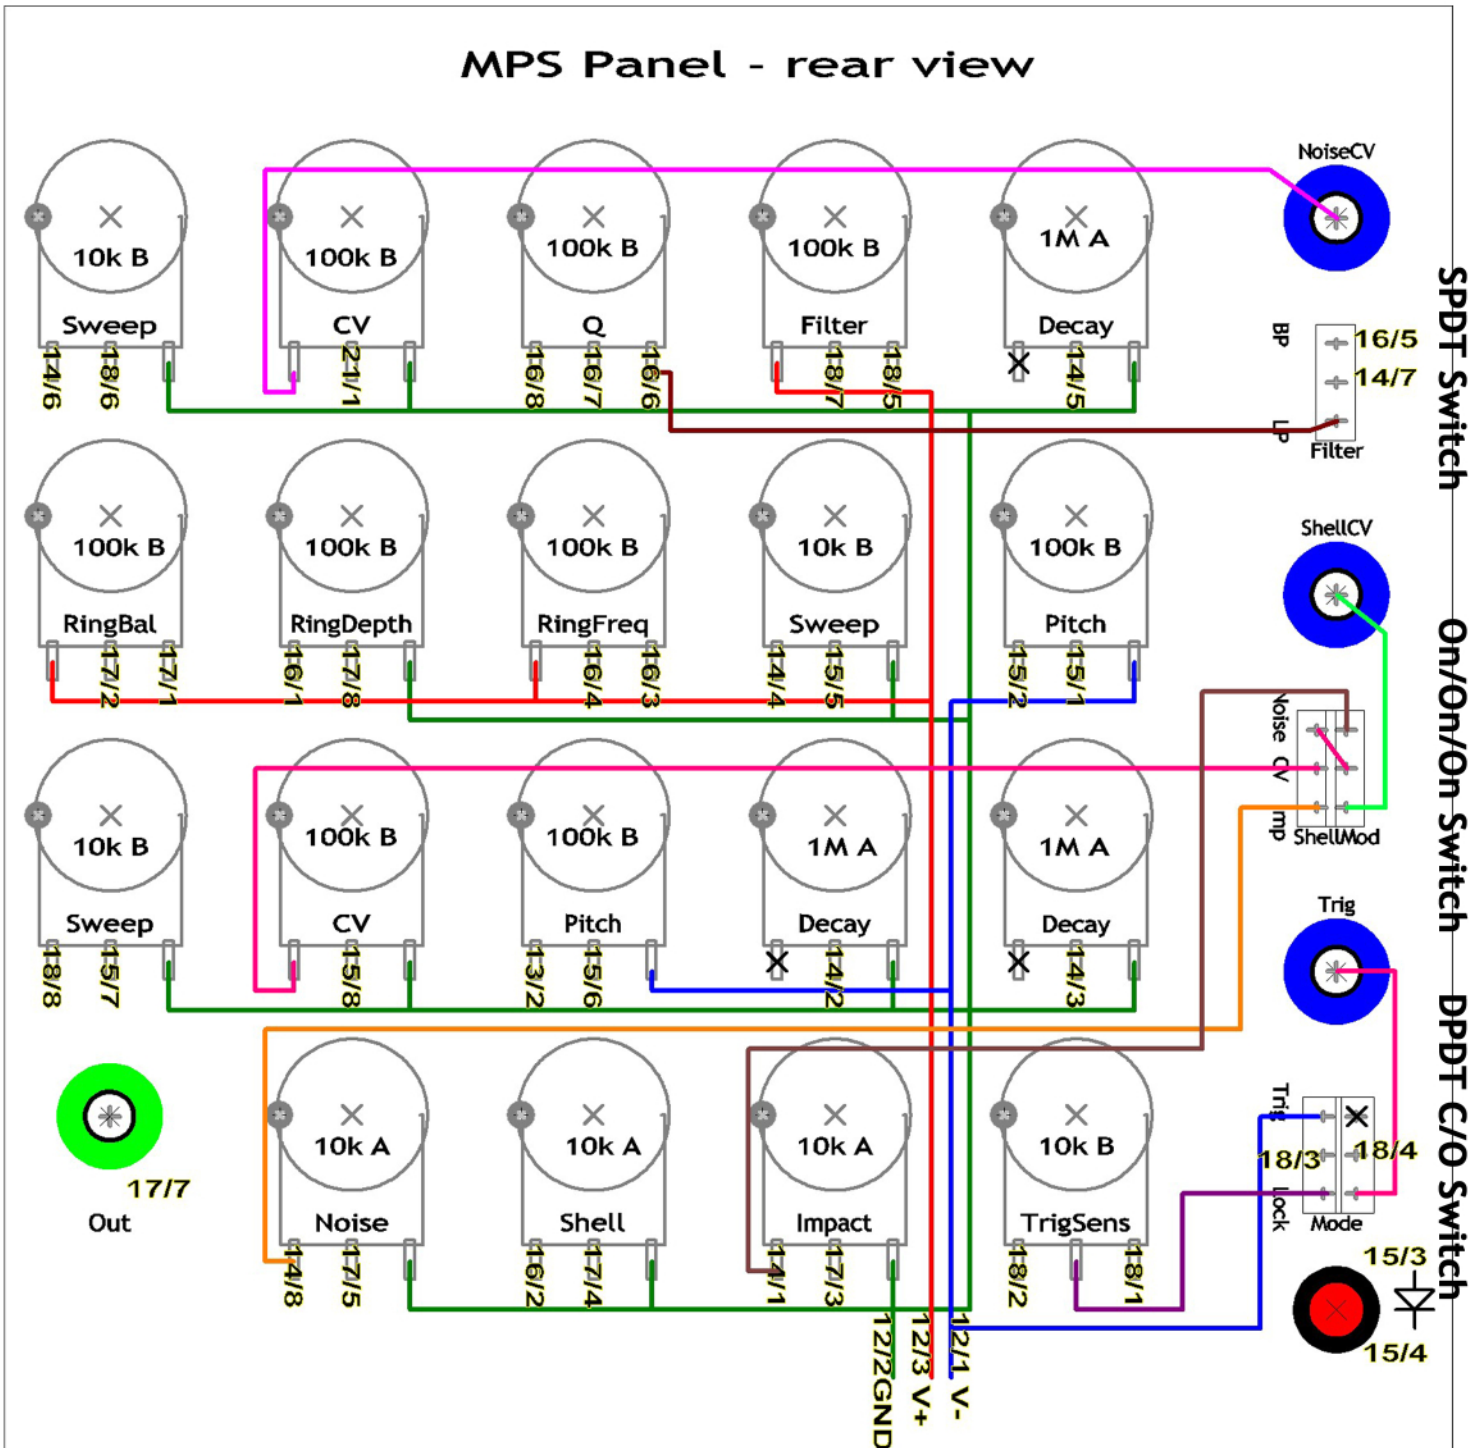 MPS Panel - rear view
NoiseCV
10k B
100k B
100k B
100k B
1M A
Sweep
CV
Q
Filter
Decay
14/6
18/6
21/1
16/8
16/7
16/6
18/7
18/5
14/5
BP
16/5
14/7
LP
Filter
SPDT Switch
ShellCV
100k B
100k B
100k B
10k B
100k B
RingBal
RingDepth
RingFreq
Sweep
Pitch
17/2
17/1
16/1
17/8
16/4
16/3
14/4
15/5
15/2
15/1
Noise
CV
Imp
ShellMod
On/On/On Switch
10k B
100k B
100k B
1M A
1M A
Sweep
CV
Pitch
Decay
Decay
18/8
15/7
15/8
13/2
15/6
14/2
14/3
Trig
10k A
10k A
10k A
10k B
17/7
Out
Noise
Shell
Impact
TrigSens
14/8
17/5
16/2
17/4
14/1
17/3
18/2
18/1
Trig
18/3
18/4
Lock
Mode
DPDT C/O Switch
15/3
15/4
12/2GND
12/3 V+
12/1 V-